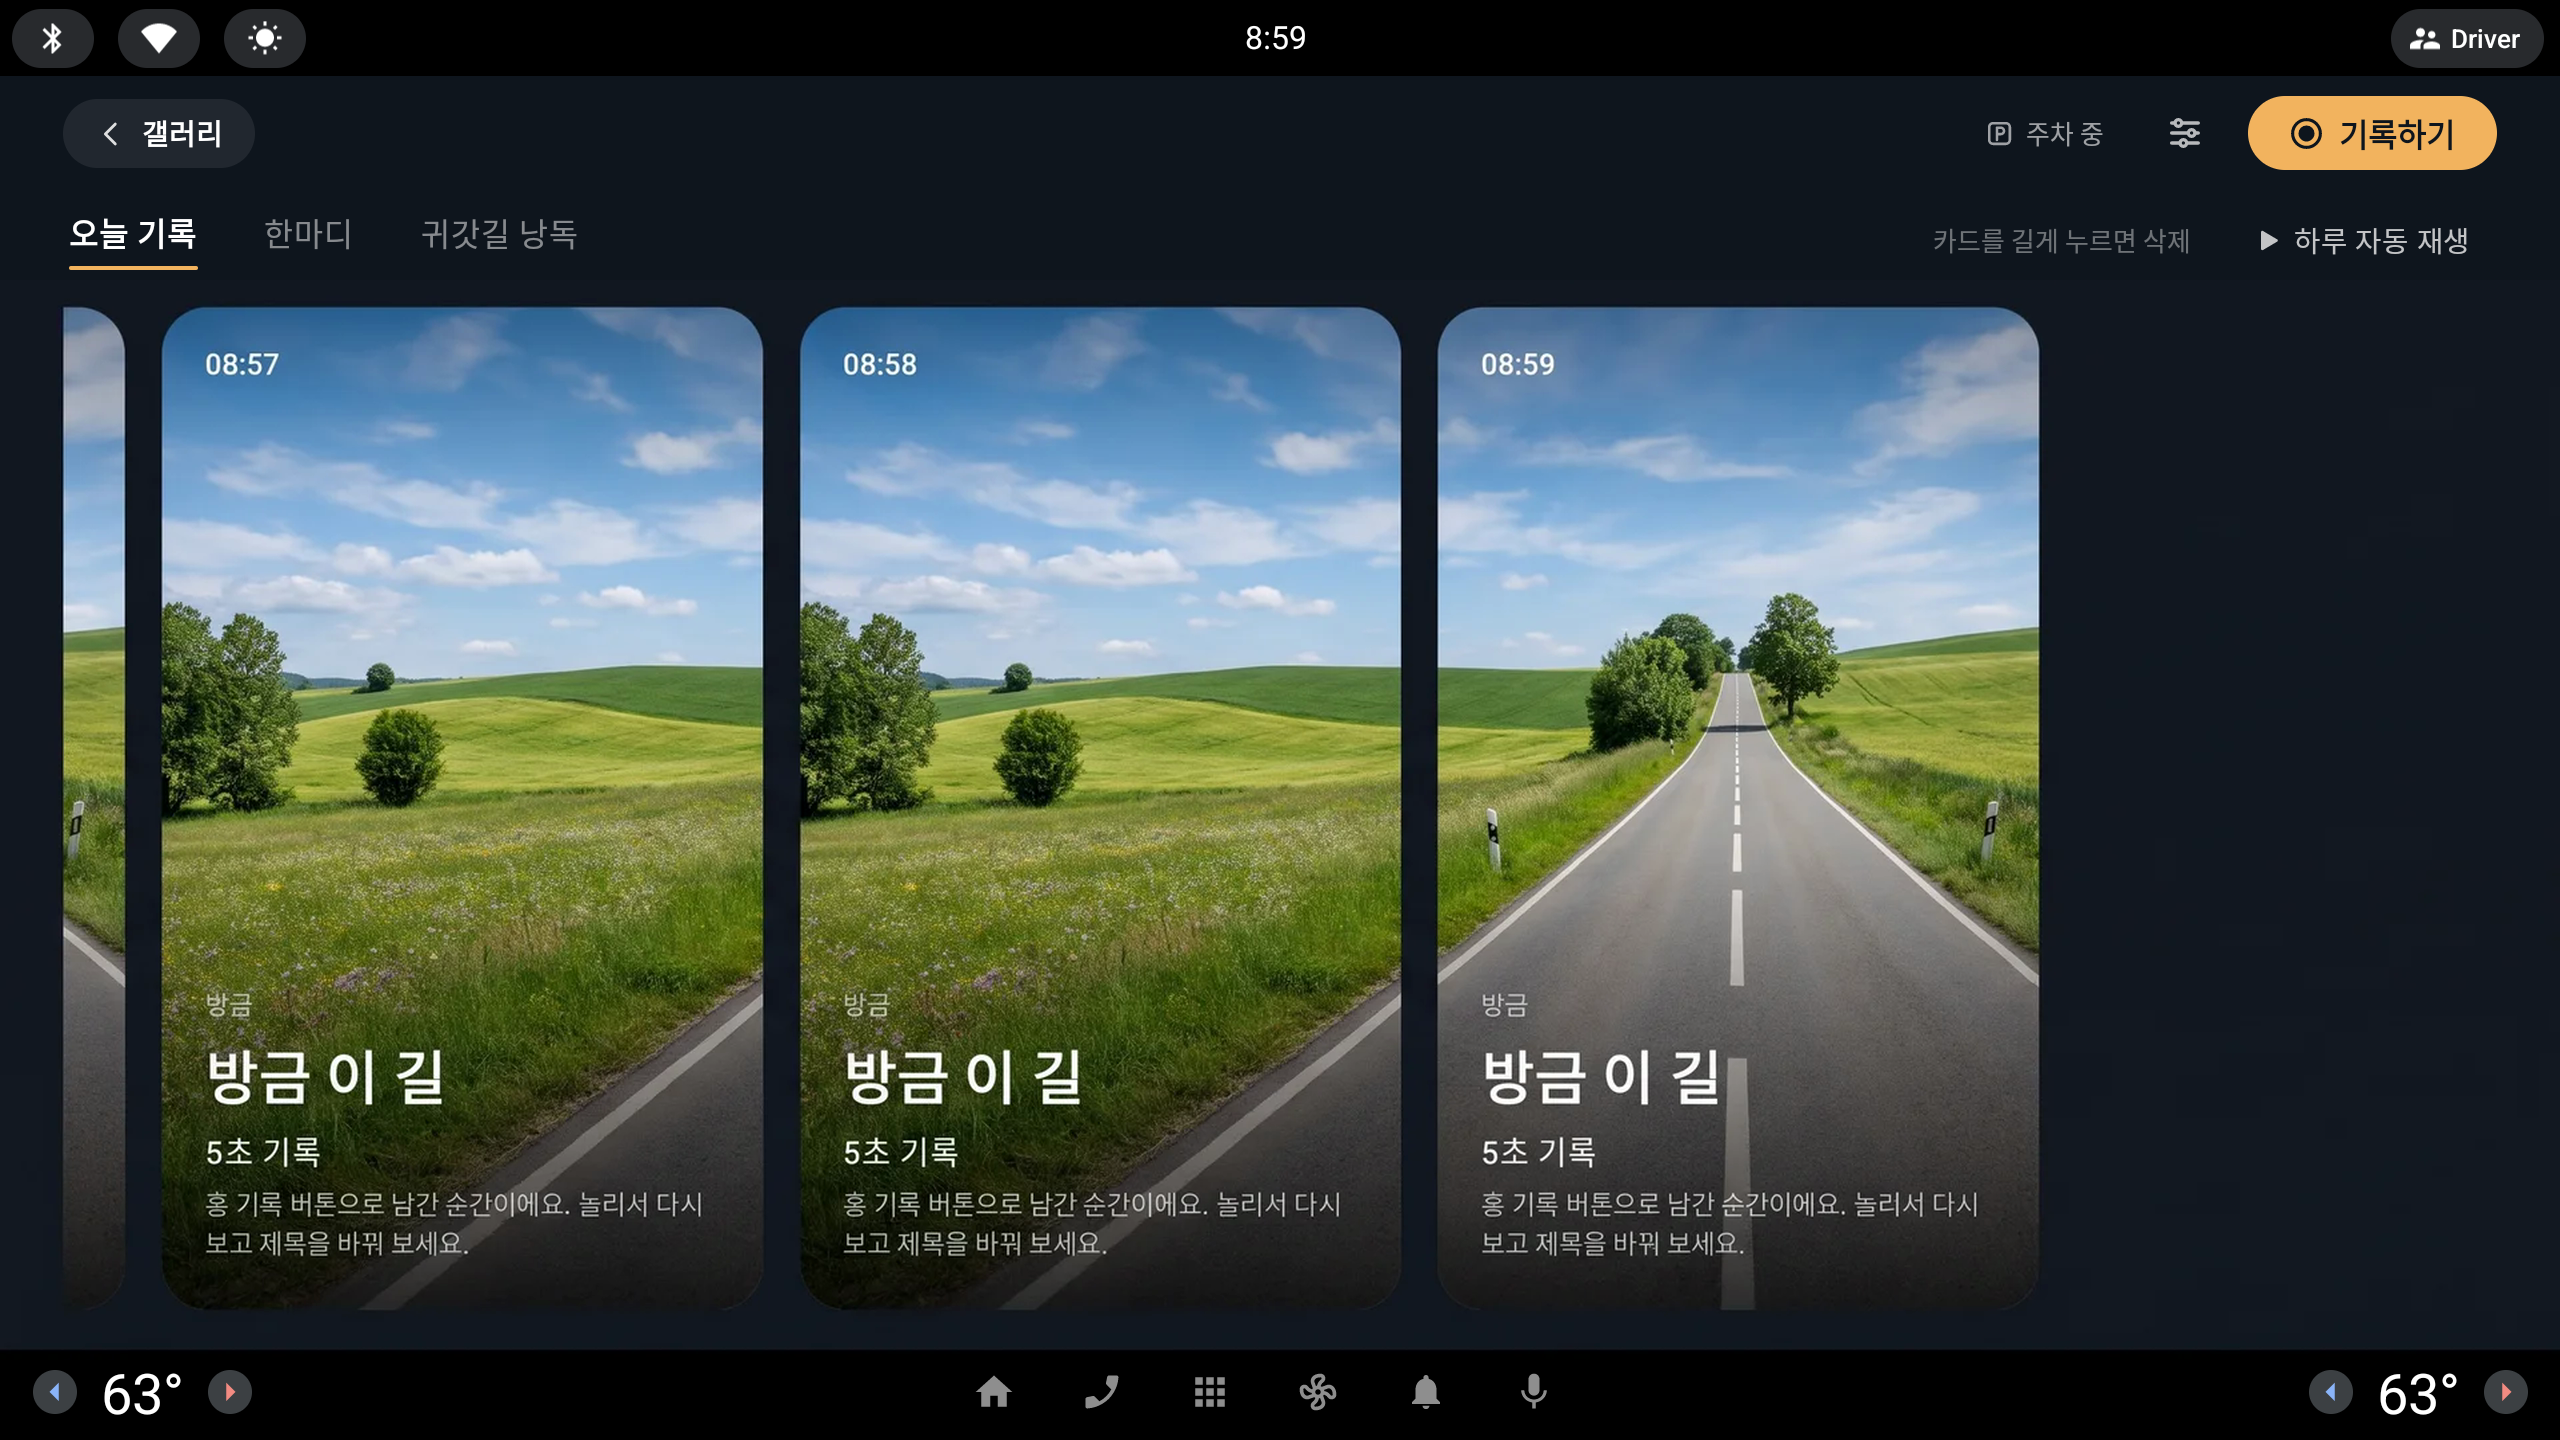 8:59
Driver
갤러리
주차 중
기록하기
오늘 기록
한마디
귀갓길 낭독
카드를 길게 누르면 삭제
하루 자동 재생
08:57
방금
방금 이 길
5초 기록
홍 기록 버튼으로 남간 순간이에요. 놀리서 다시
보고 제목을 바꿔 보세요.
08:58
방금
방금 이 길
5초 기록
홍 기록 버튼으로 남간 순간이에요. 놀리서 다시
보고 제목을 바꿔 보세요.
08:59
방금
방금 이 길
5초 기록
홍 기록 버튼으로 남간 순간이에요. 놀리서 다시
보고 제목을 바꿔 보세요.
63°
63°